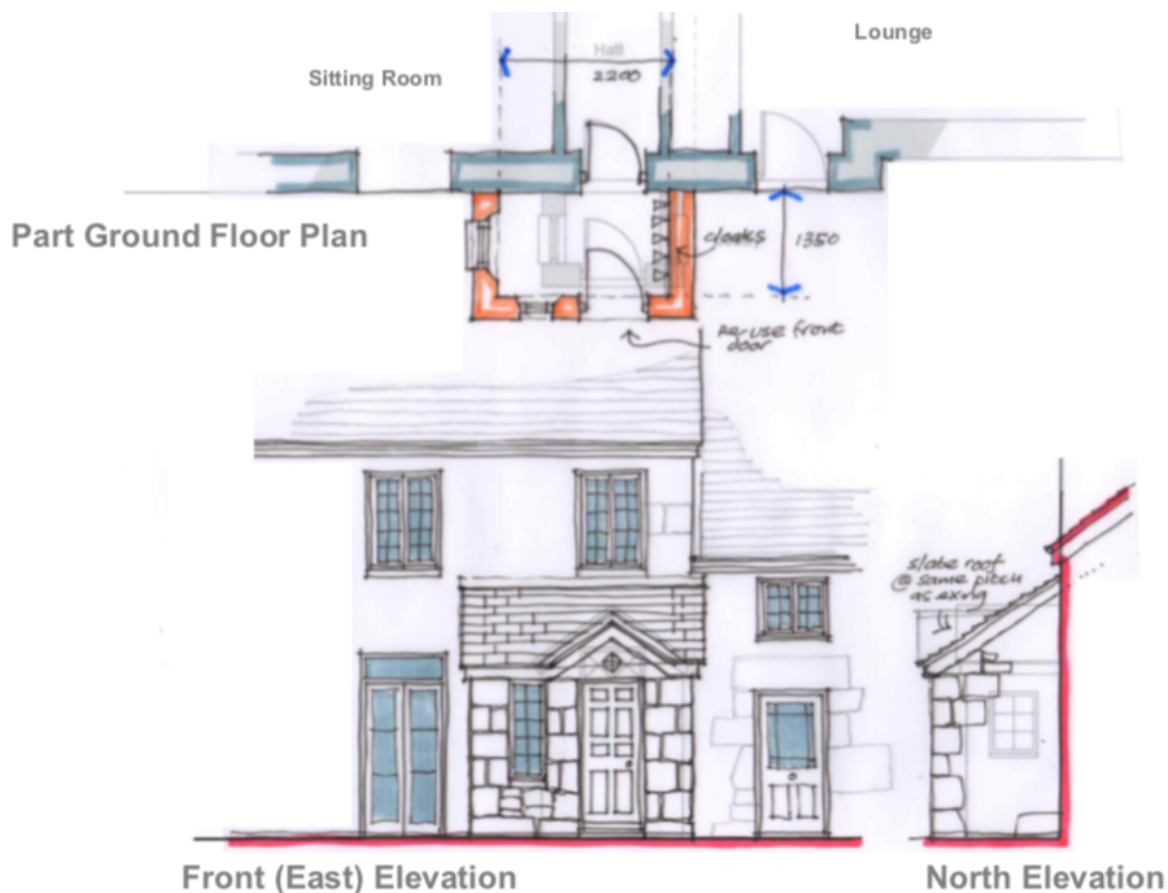 Lounge
Hall
Sitting Room
2200
Part Ground Floor Plan
cloaks
1350
Re-use front
door
slate roof
@ same pitch
as exng
Front (East) Elevation
North Elevation